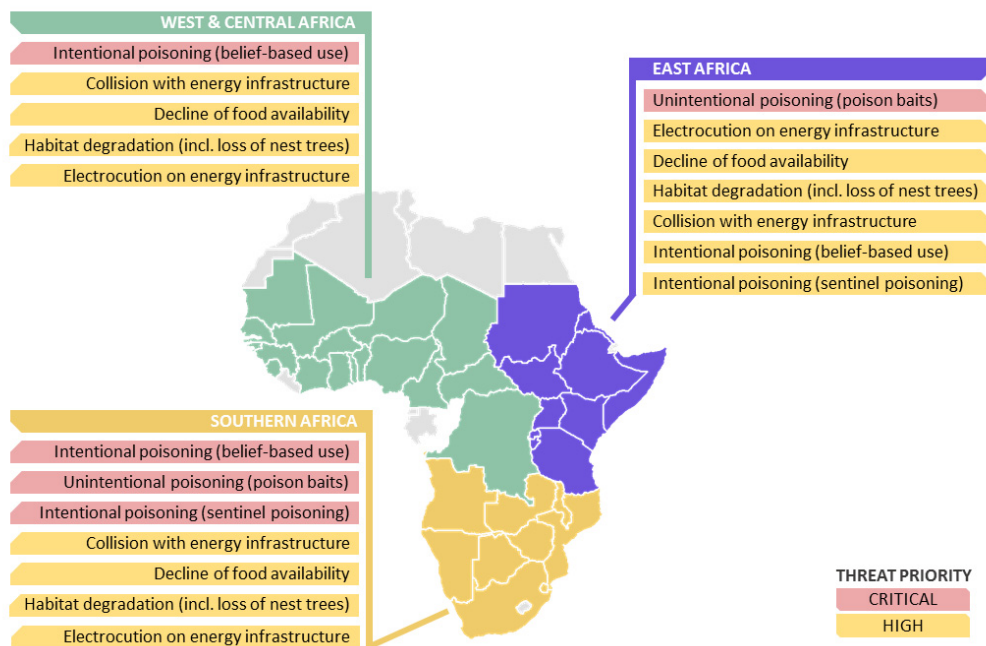 WEST & CENTRAL AFRICA
Intentional poisoning (belief-based use)
Collision with energy infrastructure
Decline of food availability
Habitat degradation (incl. loss of nest trees)
Electrocution on energy infrastructure
EAST AFRICA
Unintentional poisoning (poison baits)
Electrocution on energy infrastructure
Decline of food availability
Habitat degradation (incl. loss of nest trees)
Collision with energy infrastructure
Intentional poisoning (belief-based use)
Intentional poisoning (sentinel poisoning)
SOUTHERN AFRICA
Intentional poisoning (belief-based use)
Unintentional poisoning (poison baits)
Intentional poisoning (sentinel poisoning)
Collision with energy infrastructure
Decline of food availability
Habitat degradation (incl. loss of nest trees)
Electrocution on energy infrastructure
THREAT PRIORITY
CRITICAL
HIGH